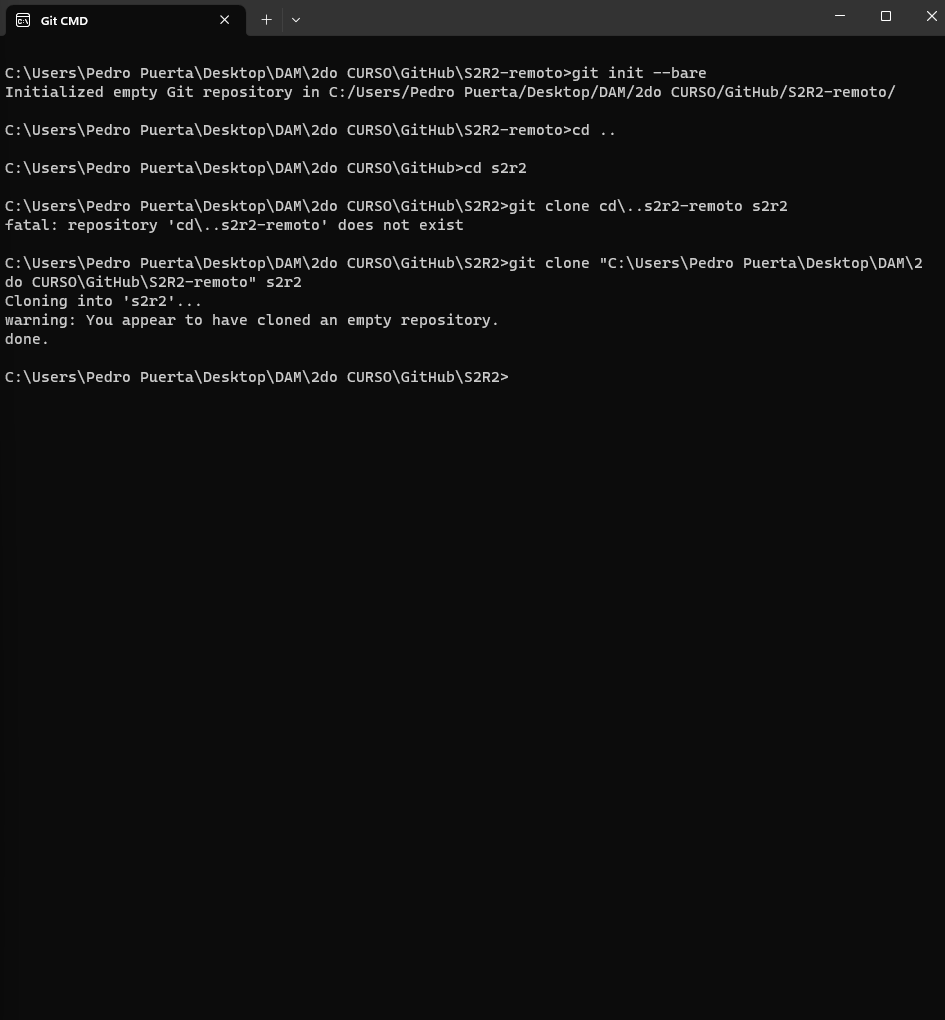 Git CMD
C:\Users\Pedro Puerta\Desktop\DAM\2do CURSO\GitHub\S2R2-remoto>git init --bare
Initialized empty Git repository in C:/Users/Pedro Puerta/Desktop/DAM/2do CURSO/GitHub/S2R2-remoto/
C:\Users\Pedro Puerta\Desktop\DAM\2do CURSO\GitHub\S2R2-remoto>cd ..
C:\Users\Pedro Puerta\Desktop\DAM\2do CURSO\GitHub>cd s2r2
C:\Users\Pedro Puerta\Desktop\DAM\2do CURSO\GitHub\S2R2>git clone cd\..s2r2-remoto s2r2
fatal: repository 'cd\..s2r2-remoto' does not exist
C:\Users\Pedro Puerta\Desktop\DAM\2do CURSO\GitHub\S2R2>git clone "C:\Users\Pedro Puerta\Desktop\DAM\2
do CURSO\GitHub\S2R2-remoto" s2r2
Cloning into 's2r2'...
warning: You appear to have cloned an empty repository.
done.
C:\Users\Pedro Puerta\Desktop\DAM\2do CURSO\GitHub\S2R2>